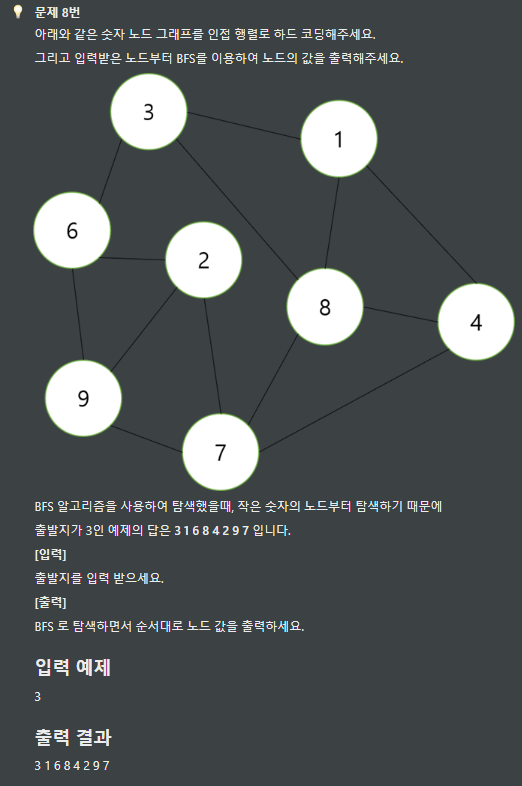 💡 문제 8번
아래와 같은 숫자 노드 그래프를 인접 행렬로 하드 코딩해주세요.
그리고 입력받은 노드부터 BFS를 이용하여 노드의 값을 출력해주세요.
3
1
6
2
8
4
9
7
BFS 알고리즘을 사용하여 탐색했을때, 작은 숫자의 노드부터 탐색하기 때문에
출발지가 3인 예제의 답은 3 1 6 8 4 2 9 7 입니다.
[입력]
출발지를 입력 받으세요.
[출력]
BFS 로 탐색하면서 순서대로 노드 값을 출력하세요.
입력 예제
3
출력 결과
3 1 6 8 4 2 9 7